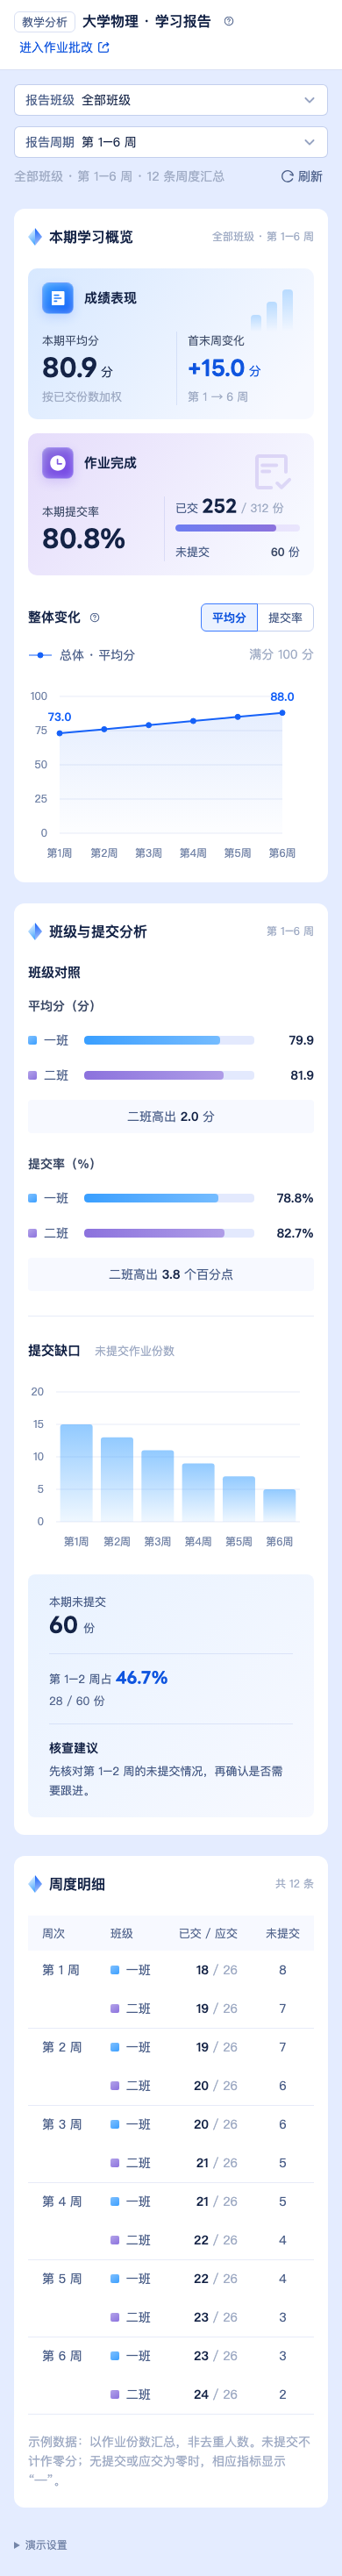 教学分析 大学物理 · 学习报告
进入作业批改
报告班级 全部班级
报告周期 第 1—6 周
全部班级 · 第 1—6 周 · 12 条周度汇总 刷新
本期学习概览 全部班级 · 第 1—6 周
成绩表现
本期平均分 首末周变化
80.9 分 +15.0 分
按已交份数加权 第 1 → 6 周
作业完成
本期提交率 已交 252 / 312 份
80.8% 未提交 60 份
整体变化 平均分 提交率
总体 · 平均分 满分 100 分
100
73.0 88.0
75
50
25
0
第1周 第2周 第3周 第4周 第5周 第6周
班级与提交分析 第 1—6 周
班级对照
平均分（分）
一班 79.9
二班 81.9
二班高出 2.0 分
提交率（%）
一班 78.8%
二班 82.7%
二班高出 3.8 个百分点
提交缺口 未提交作业份数
20
15
10
5
0
第1周 第2周 第3周 第4周 第5周 第6周
本期未提交
60 份
第 1—2 周占 46.7%
28 / 60 份
核查建议
先核对第 1—2 周的未提交情况，再确认是否需
要跟进。
周度明细 共 12 条
周次 班级 已交 / 应交 未提交
第 1 周 一班 18 / 26 8
二班 19 / 26 7
第 2 周 一班 19 / 26 7
二班 20 / 26 6
第 3 周 一班 20 / 26 6
二班 21 / 26 5
第 4 周 一班 21 / 26 5
二班 22 / 26 4
第 5 周 一班 22 / 26 4
二班 23 / 26 3
第 6 周 一班 23 / 26 3
二班 24 / 26 2
示例数据：以作业份数汇总，非去重人数。未提交不
计作零分；无提交或应交为零时，相应指标显示
“—”。
演示设置